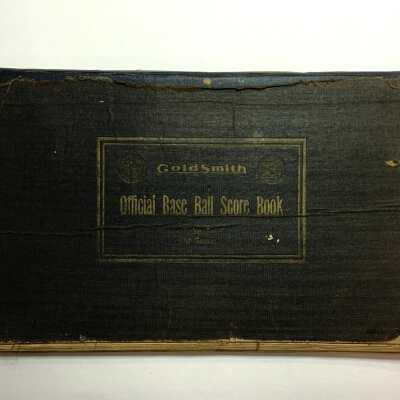 GoldSmith
Official Base Ball Score Book